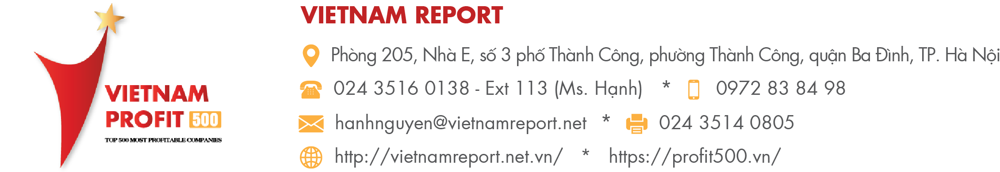 VIETNAM
PROFIT 500
TOP 500 MOST PROFITABLE COMPANIES
VIETNAM REPORT
Phòng 205, Nhà E, số 3 phố Thành Công, phường Thành Công, quận Ba Đình, TP. Hà Nội
024 3516 0138 - Ext 113 (Ms. Hạnh) * 0972 83 84 98
hanhnguyen@vietnamreport.net * 024 3514 0805
http://vietnamreport.net.vn/ * https://profit500.vn/